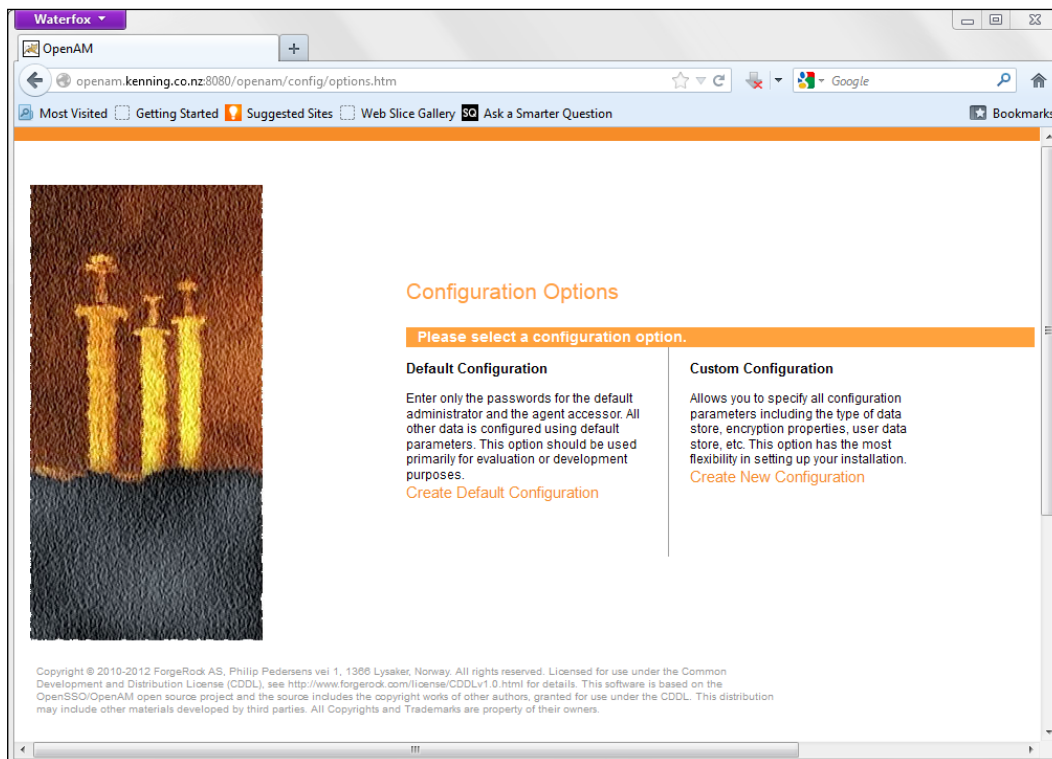 Waterfox
OpenAM
openam.kenning.co.nz:8080/openam/config/options.htm
Google
Most Visited Getting Started Suggested Sites Web Slice Gallery SQ Ask a Smarter Question Bookmarks
Configuration Options
Please select a configuration option.
Default Configuration
Enter only the passwords for the default
administrator and the agent accessor. All
other data is configured using default
parameters. This option should be used
primarily for evaluation or development
purposes.
Create Default Configuration
Custom Configuration
Allows you to specify all configuration
parameters including the type of data
store, encryption properties, user data
store, etc. This option has the most
flexibility in setting up your installation.
Create New Configuration
Copyright © 2010-2012 ForgeRock AS, Philip Pedersens vei 1, 1366 Lysaker, Norway. All rights reserved. Licensed for use under the Common
Development and Distribution License (CDDL), see http://www.forgerock.com/license/CDDLv1.0.html for details. This software is based on the
OpenSSO/OpenAM open source project and the source includes the copyright works of other authors, granted for use under the CDDL. This distribution
may include other materials developed by third parties. All Copyrights and Trademarks are property of their owners.